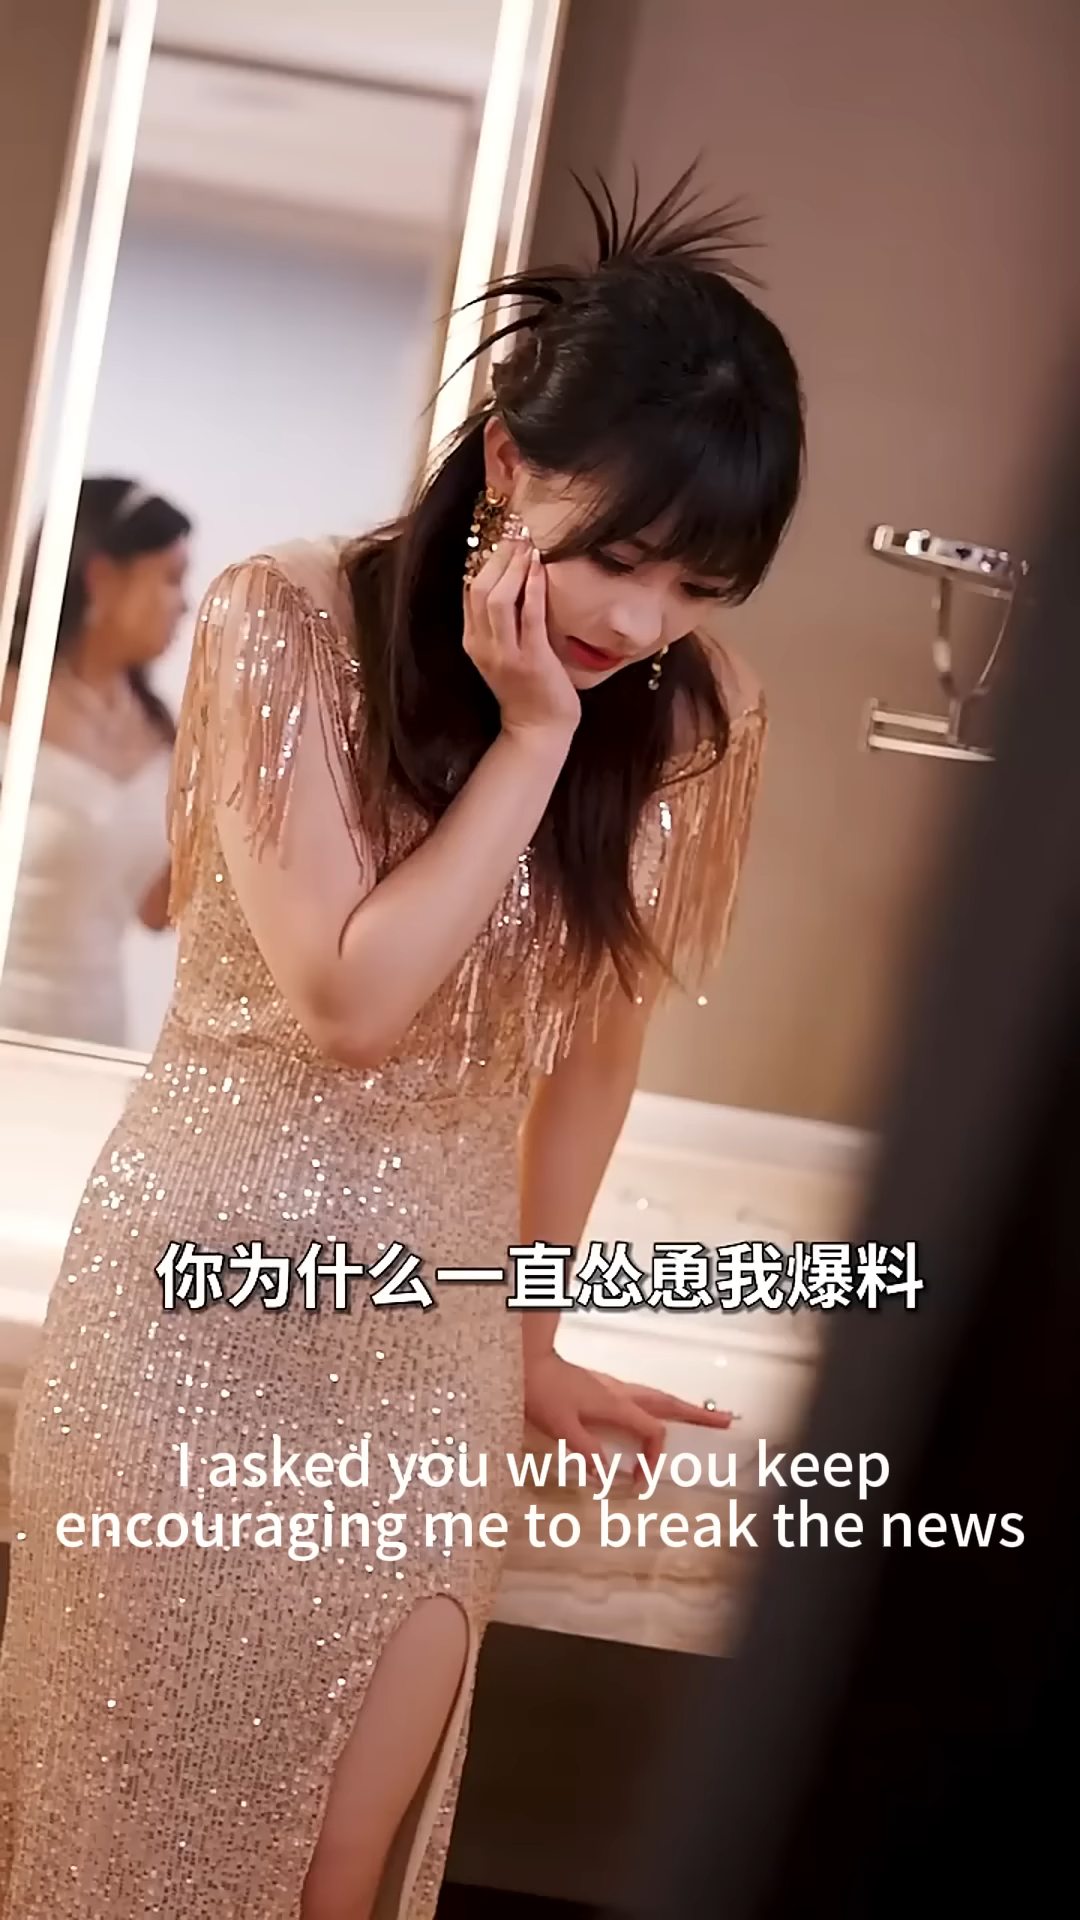 你为什么一直怂恿我爆料
I asked you why you keep
encouraging me to break the news